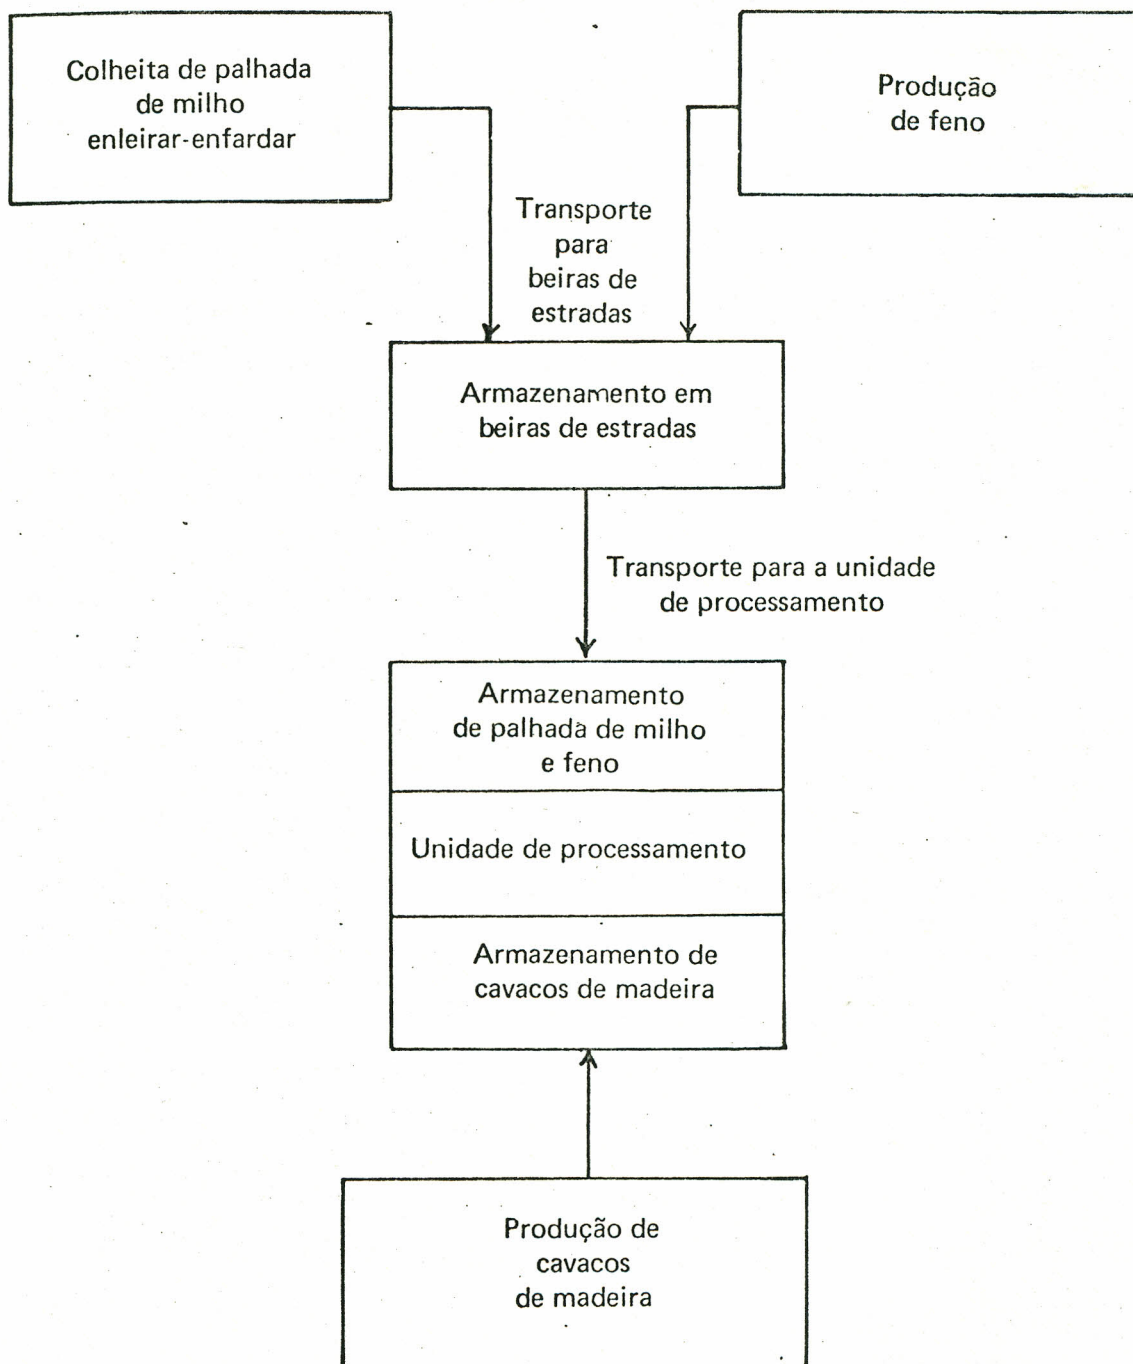 Colheita de palhada
de milho
enleirar-enfardar
Produção
de feno
Transporte
para
beiras de
estradas
Armazenamento em
beiras de estradas
Transporte para a unidade
de processamento
Armazenamento
de palhada de milho
e feno
Unidade de processamento
Armazenamento de
cavacos de madeira
Produção de
cavacos
de madeira